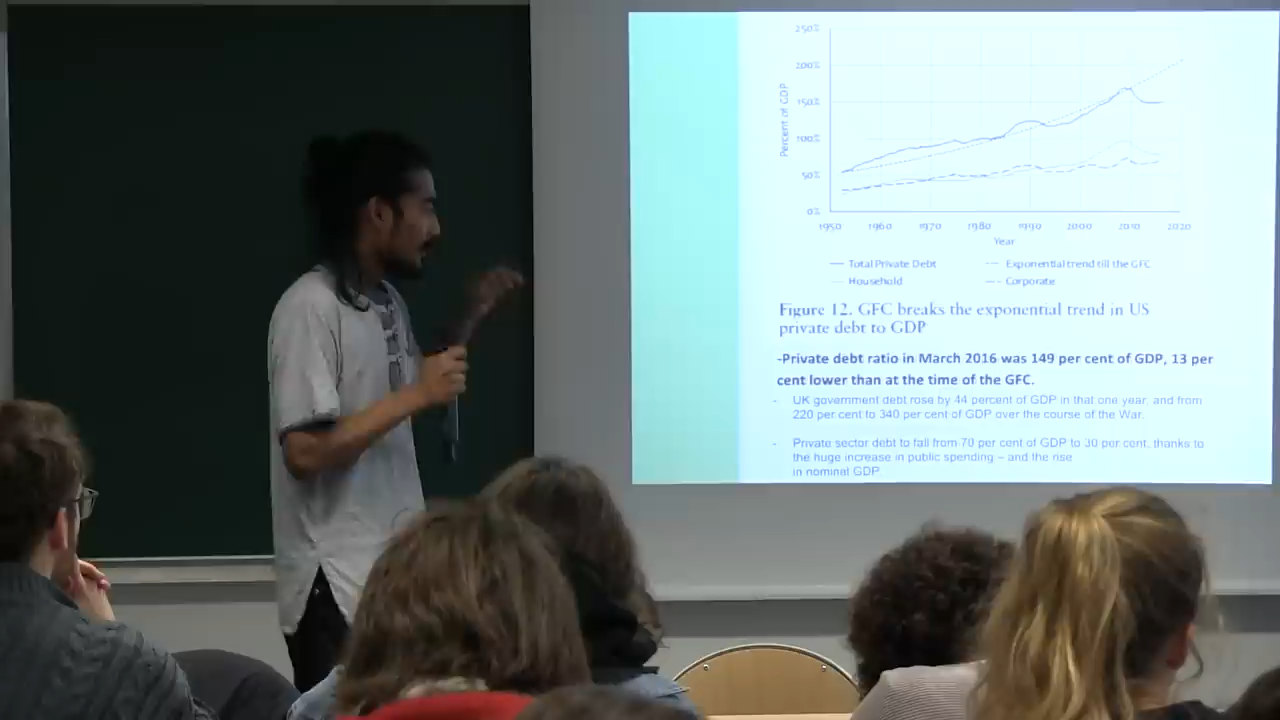 250%
200%
150%
100%
50%
0%
Percent of GDP
1950 1960 1970 1980 1990 2000 2010 2020
Year
Total Private Debt
Exponential trend till the GFC
Household
Corporate
Figure 12. GFC breaks the exponential trend in US
private debt to GDP
-Private debt ratio in March 2016 was 149 per cent of GDP, 13 per
cent lower than at the time of the GFC.
- UK government debt rose by 44 percent of GDP in that one year, and from
220 per cent to 340 per cent of GDP over the course of the War.
- Private sector debt to fall from 70 per cent of GDP to 30 per cent, thanks to
the huge increase in public spending – and the rise
in nominal GDP.